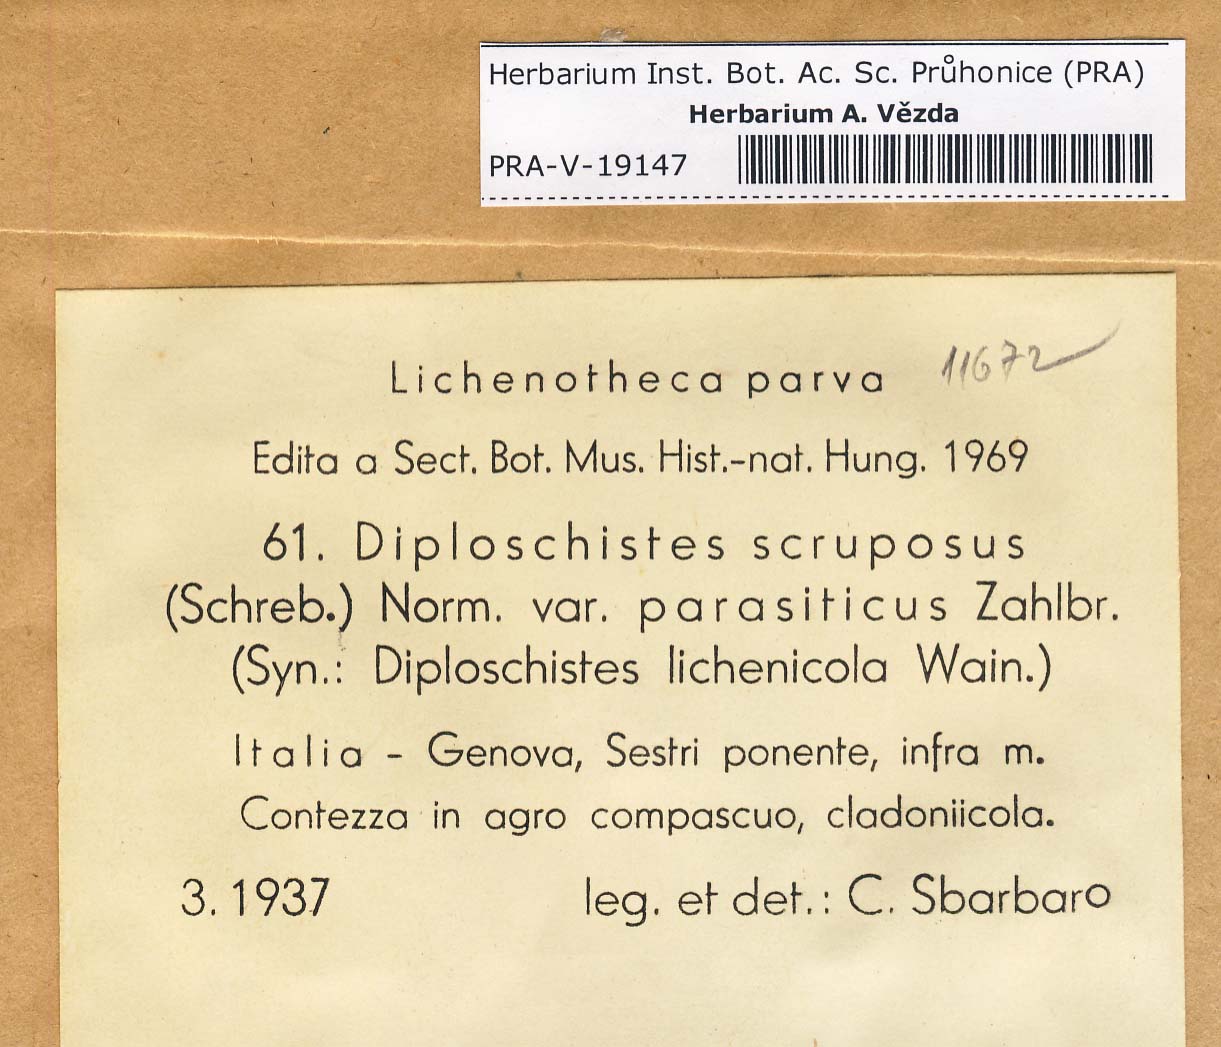 Herbarium Inst. Bot. Ac. Sc. Průhonice (PRA)
Herbarium A. Vězda
PRA-V-19147
Lichenotheca parva 11672
Edita a Sect. Bot. Mus. Hist.-nat. Hung. 1969
61. Diploschistes scruposus
(Schreb.) Norm. var. parasiticus Zahlbr.
(Syn.: Diploschistes lichenicola Wain.)
Italia - Genova, Sestri ponente, infra m.
Contezza in agro compascuo, cladoniicola.
3. 1937 leg. et det.: C. Sbarbaro